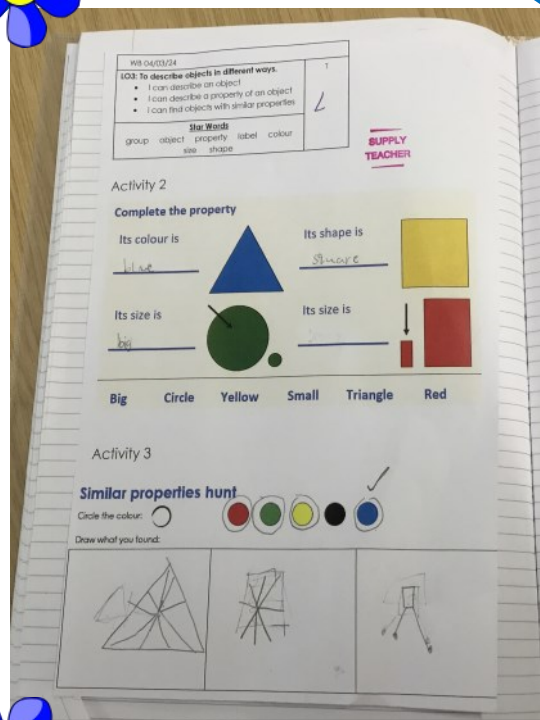 WB 04/03/24
LO3: To describe objects in different ways.
• I can describe an object
• I can describe a property of an object
• I can find objects with similar properties
T
Star Words
group object property label colour
size shape
SUPPLY
TEACHER
Activity 2
Complete the property
Its colour is
blue
Its shape is
Its size is
big
Its size is
Big Circle Yellow Small Triangle Red
Activity 3
Similar properties hunt
Circle the colour:
Draw what you found: